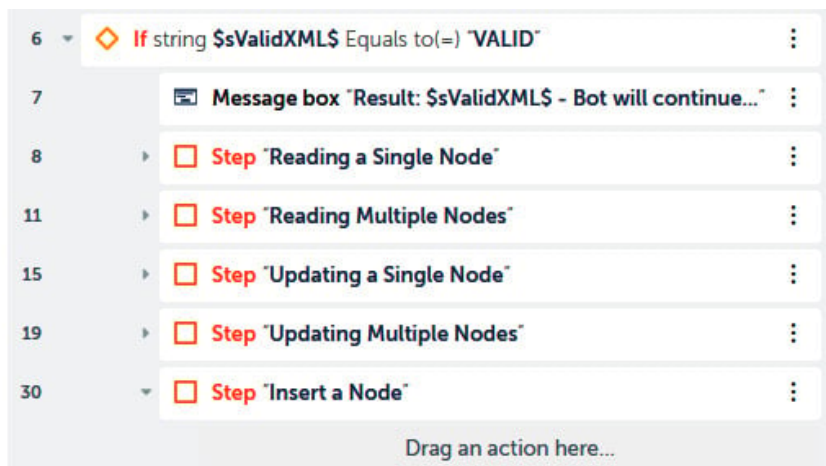 6 If string $sValidXML$ Equals to(=) "VALID"
7 Message box "Result: $sValidXML$ - Bot will continue..."
8 Step "Reading a Single Node"
11 Step "Reading Multiple Nodes"
15 Step "Updating a Single Node"
19 Step "Updating Multiple Nodes"
30 Step "Insert a Node"
Drag an action here...